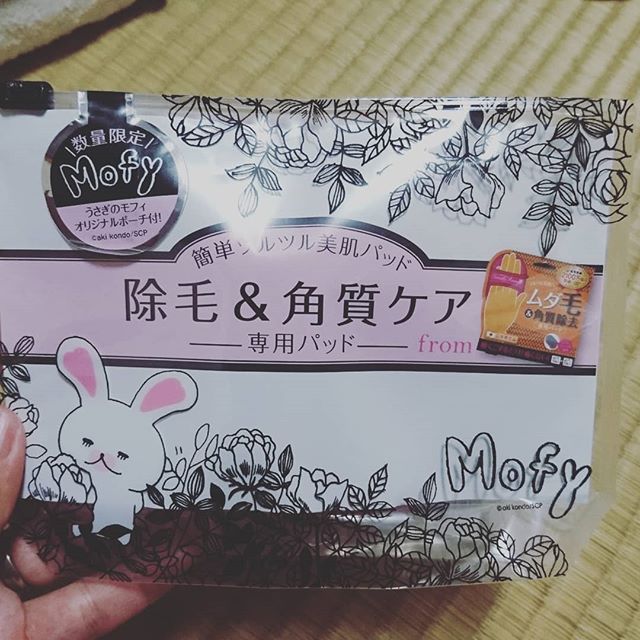 \数量限定/
Mofy
うさぎのモフィ
オリジナルポーチ付!
©aki kondo/SCP
簡単ツルツル美肌パッド
除毛&角質ケア
専用パッド
from
ムダ毛
&角質除去
Mofy
©aki kondo/SCP